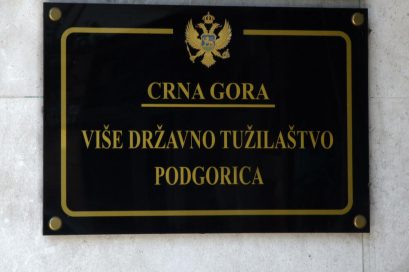 CRNA GORA
VIŠE DRŽAVNO TUŽILAŠTVO
PODGORICA